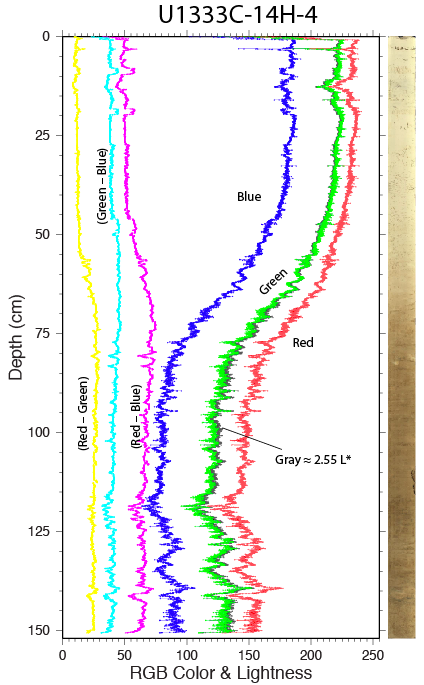 U1333C-14H-4
0
25
50
75
100
125
150
Depth (cm)
(Green – Blue)
Blue
Green
Red
(Red – Green)
(Red – Blue)
Gray ≈ 2.55 L*
0 50 100 150 200 250
RGB Color & Lightness